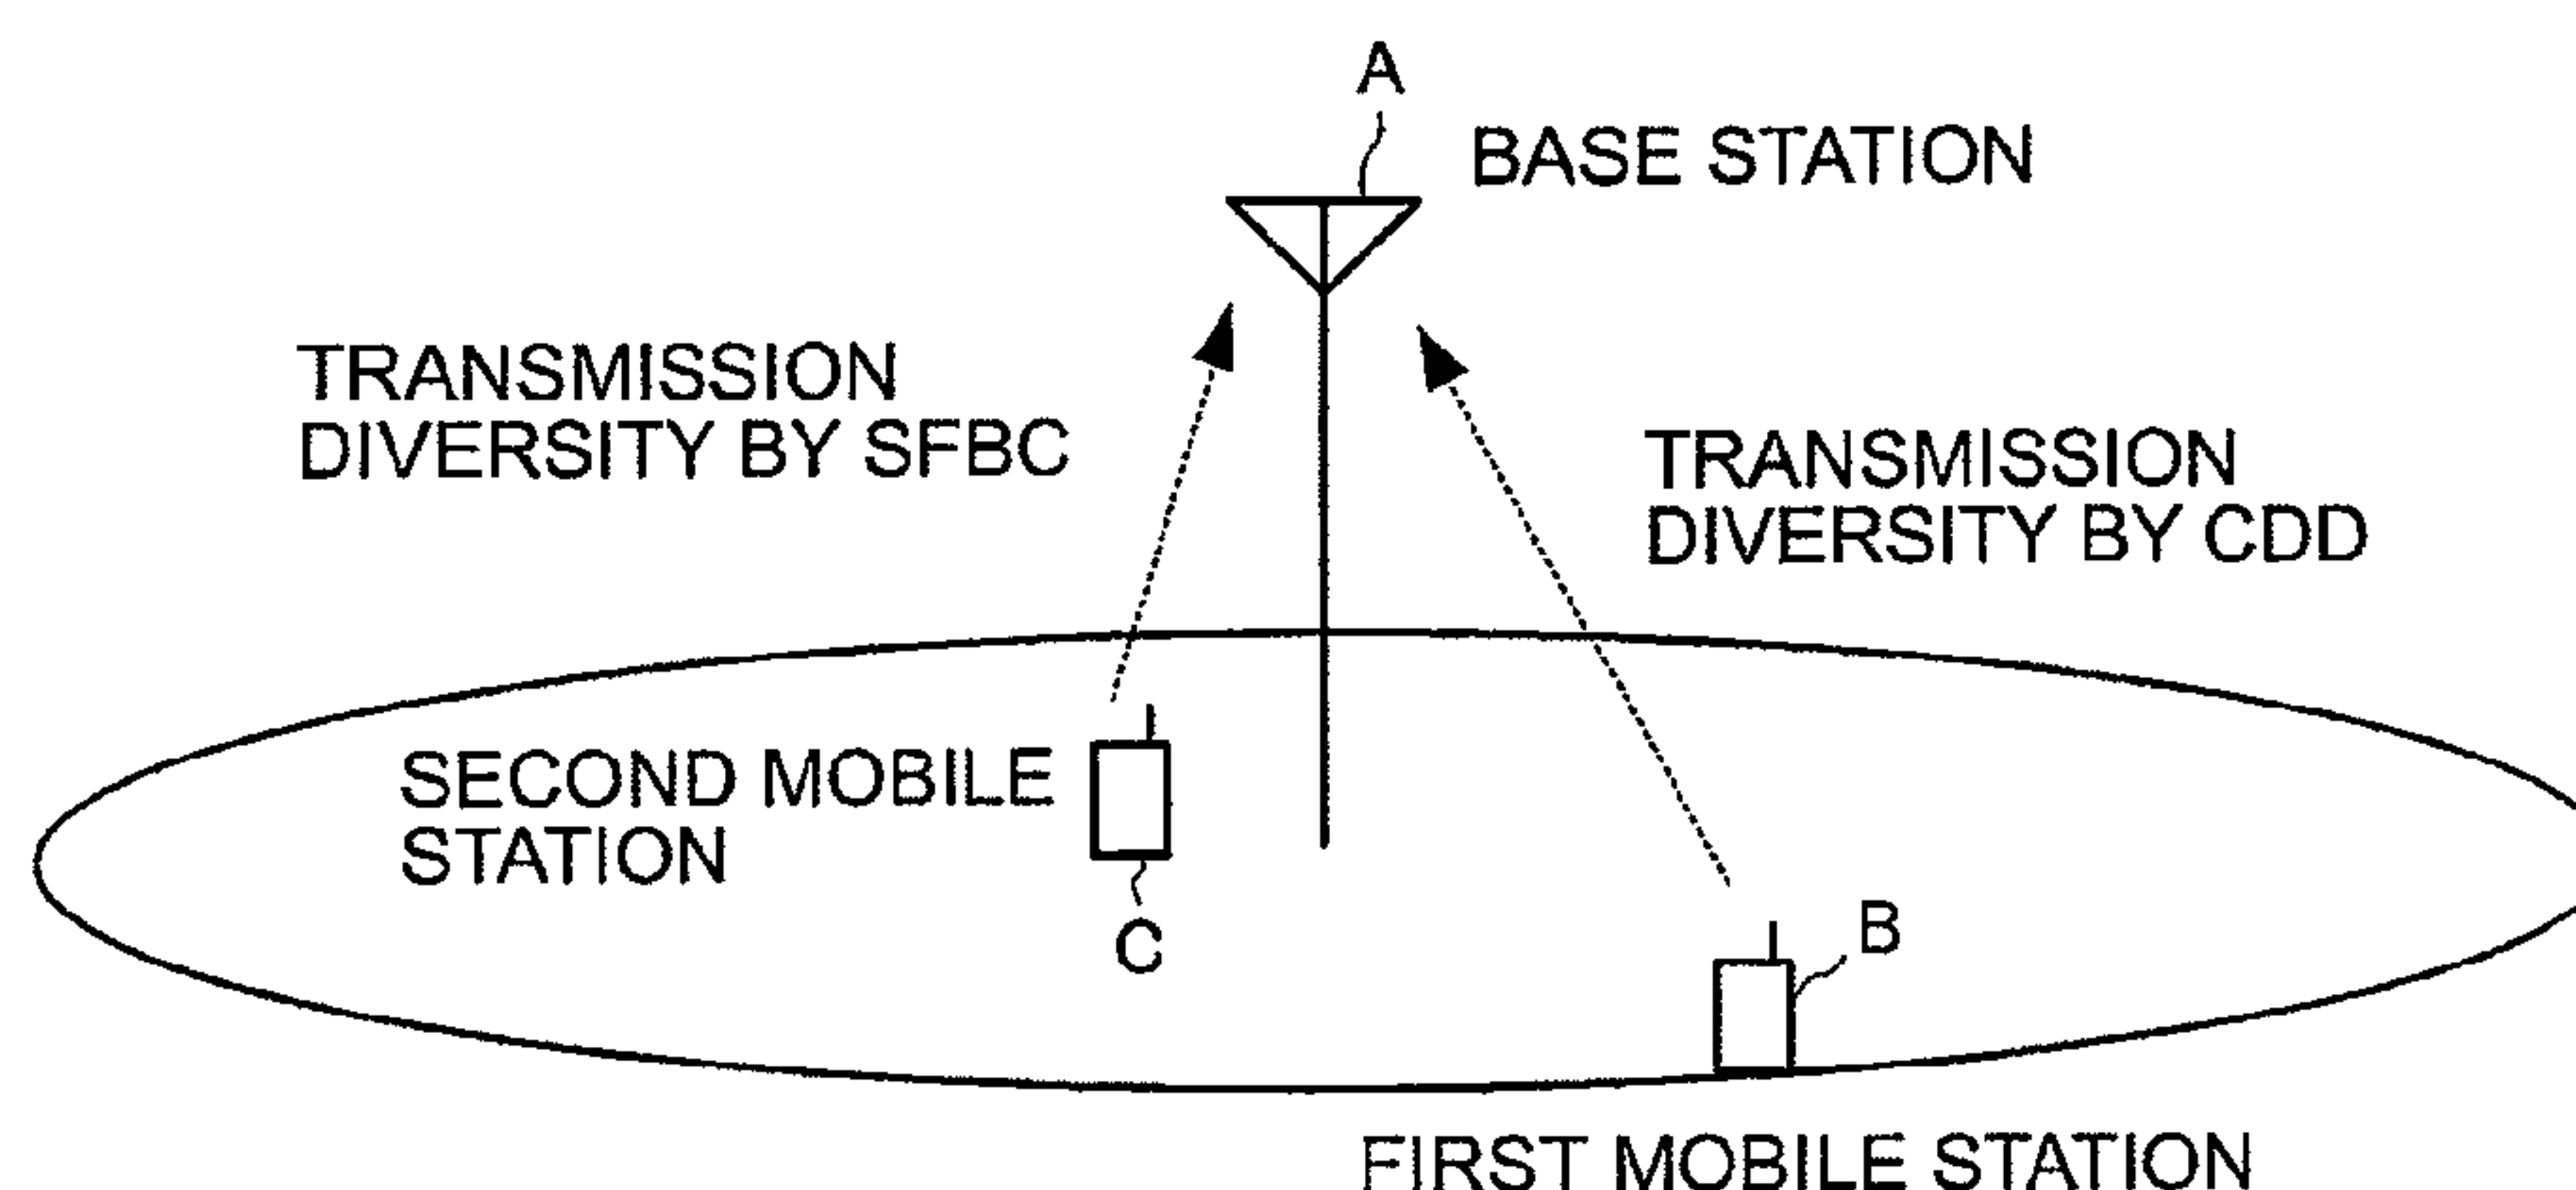 A
BASE STATION
TRANSMISSION
DIVERSITY BY SFBC
TRANSMISSION
DIVERSITY BY CDD
SECOND MOBILE
STATION
C
B
FIRST MOBILE STATION